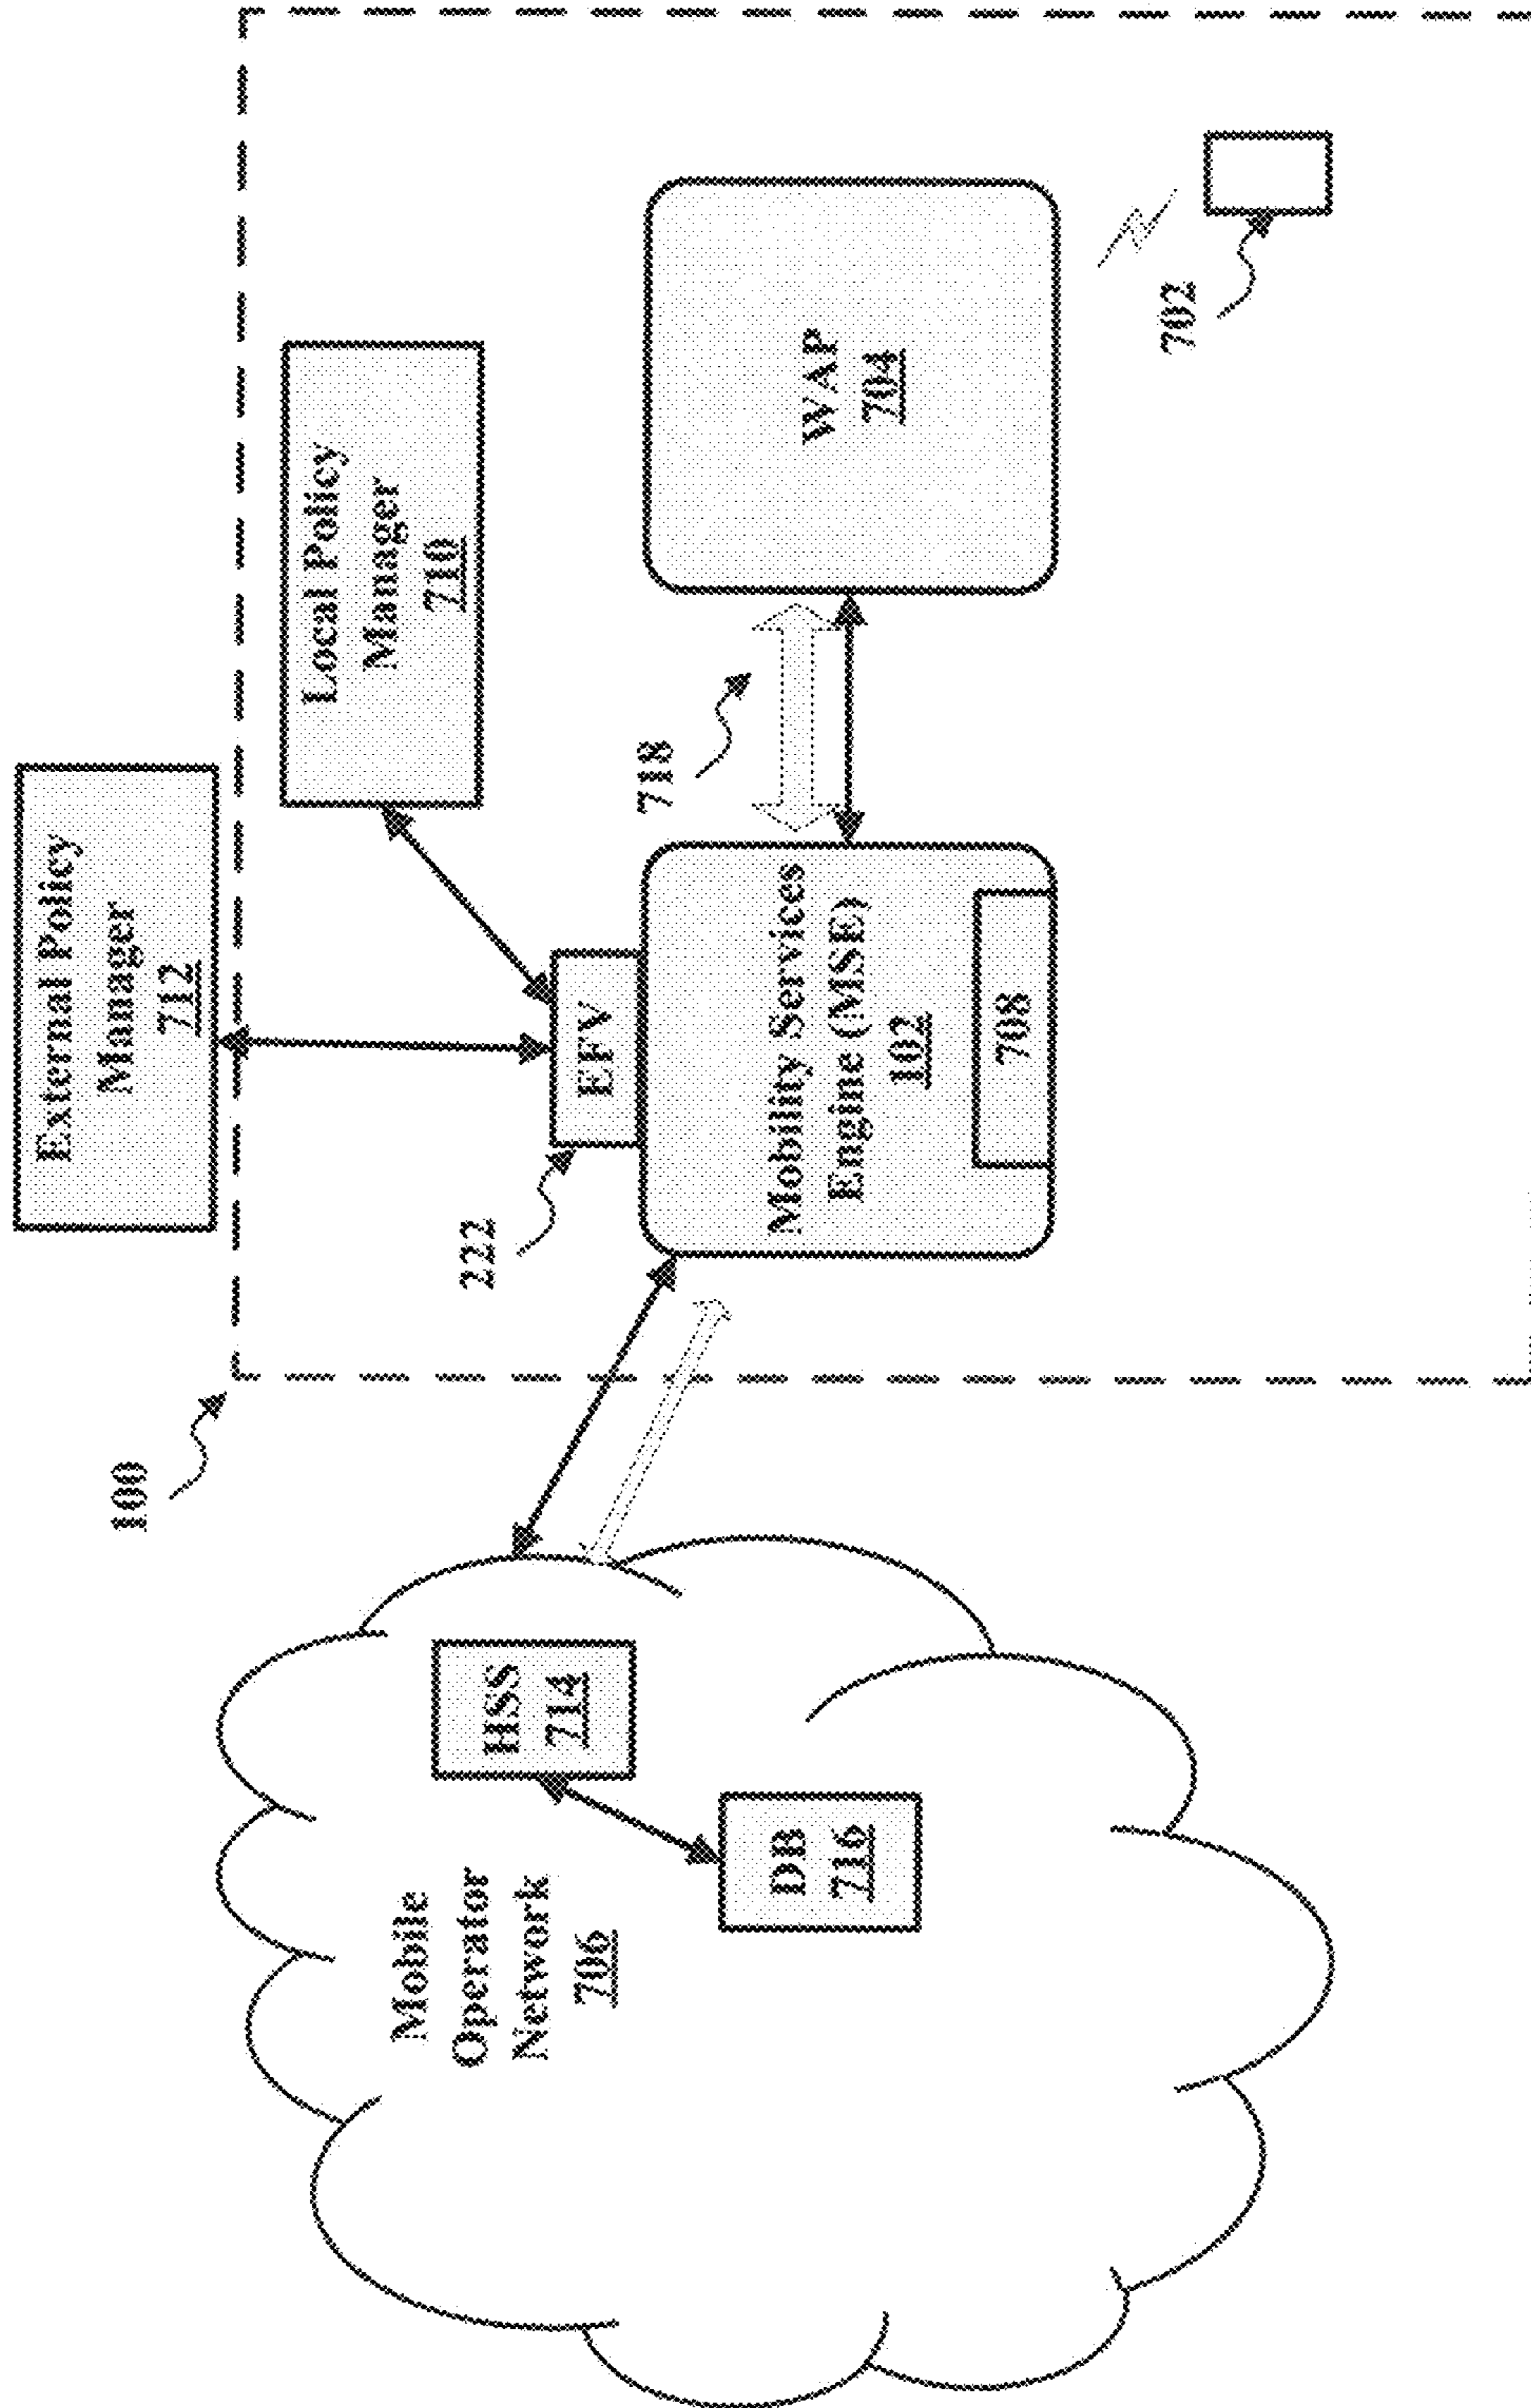 External Policy
Manager
712
100
Local Policy
Manager
710
222
EFV
718
Mobility Services
Engine (MSE)
102
708
WAP
704
702
Mobile
Operator
Network
706
HSS
714
DB
716